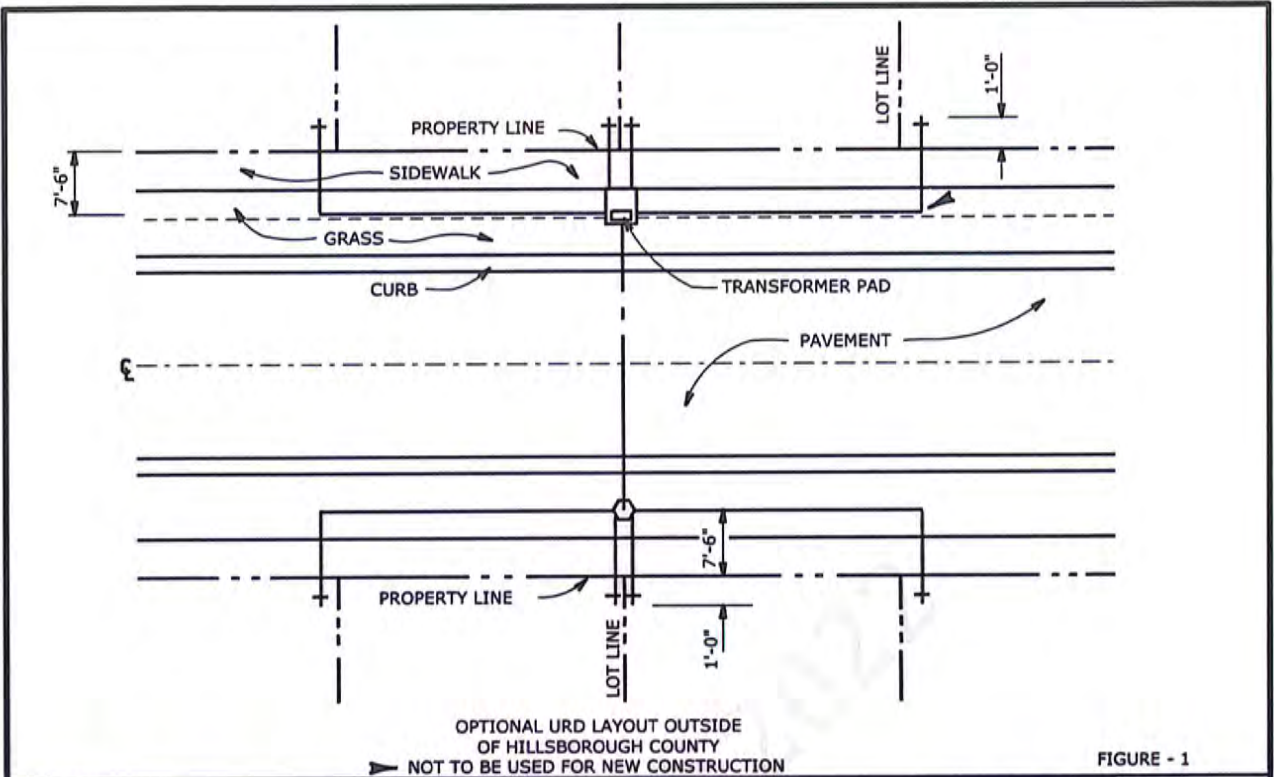 LOT LINE
1'-0"
PROPERTY LINE
SIDEWALK
7'-6"
GRASS
CURB
TRANSFORMER PAD
PAVEMENT
℄
7'-6"
PROPERTY LINE
LOT LINE
1'-0"
2022
OPTIONAL URD LAYOUT OUTSIDE
OF HILLSBOROUGH COUNTY
NOT TO BE USED FOR NEW CONSTRUCTION
FIGURE - 1